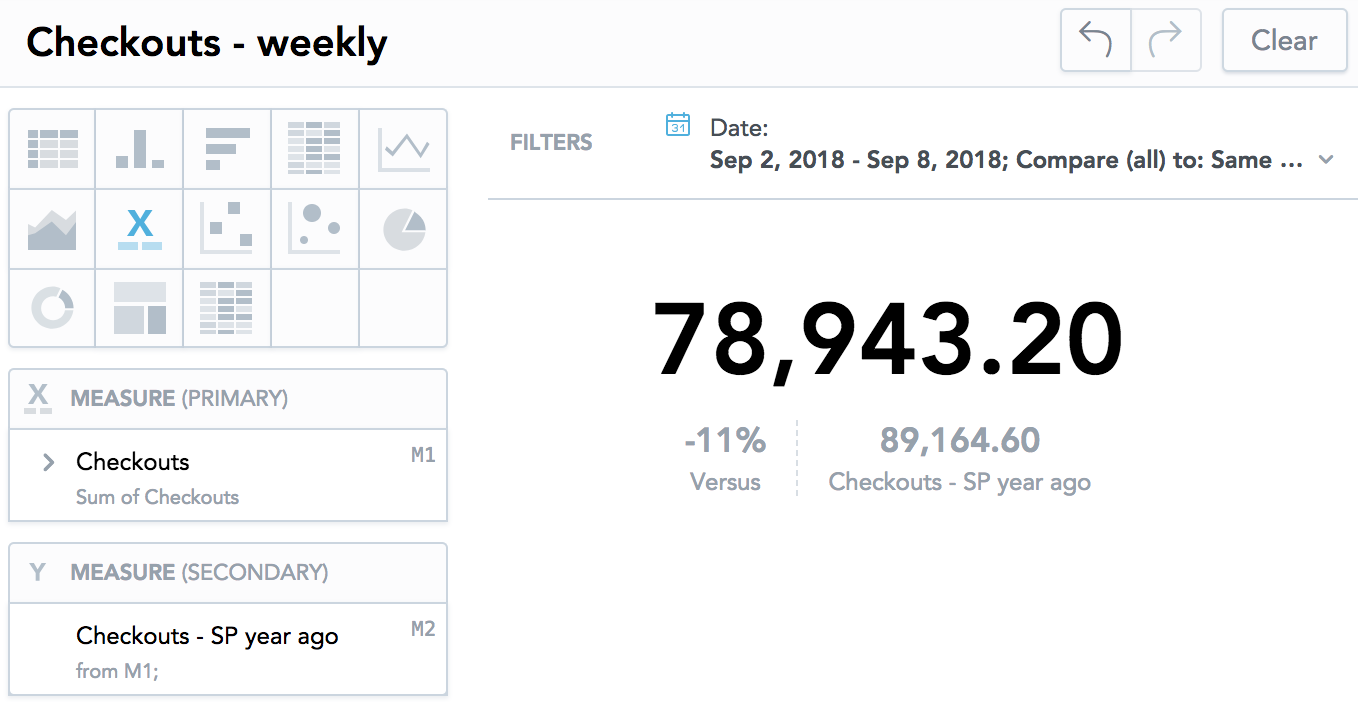 Checkouts - weekly
Clear
X
FILTERS
31
Date:
Sep 2, 2018 - Sep 8, 2018; Compare (all) to: Same ...
78,943.20
-11%
Versus
89,164.60
Checkouts - SP year ago
X MEASURE (PRIMARY)
Checkouts M1
Sum of Checkouts
Y MEASURE (SECONDARY)
Checkouts - SP year ago M2
from M1;